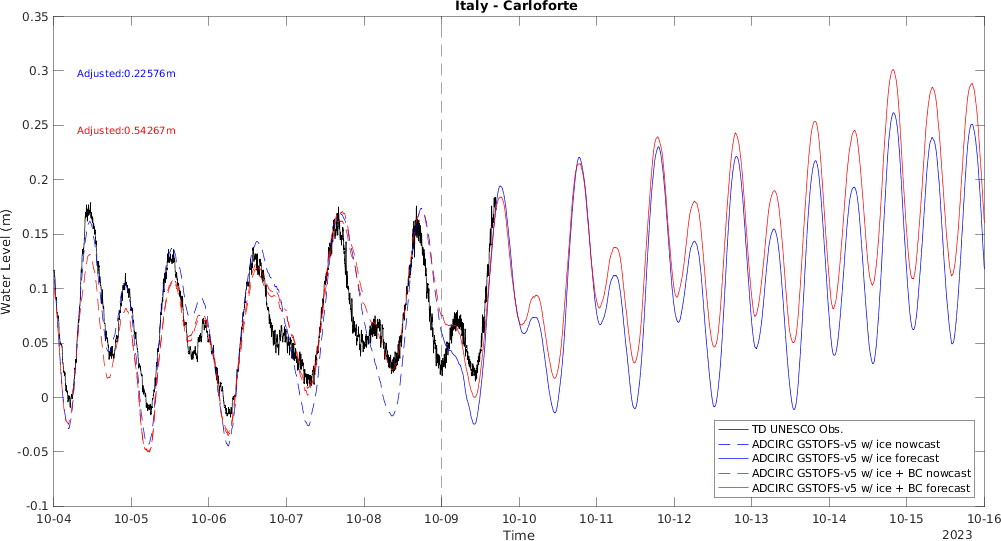 Italy - Carloforte
0.35
0.3
0.25
0.2
0.15
0.1
0.05
0
-0.05
-0.1
Water Level (m)
Adjusted:0.22576m
Adjusted:0.54267m
TD UNESCO Obs.
ADCIRC GSTOFS-v5 w/ ice nowcast
ADCIRC GSTOFS-v5 w/ ice forecast
ADCIRC GSTOFS-v5 w/ ice + BC nowcast
ADCIRC GSTOFS-v5 w/ ice + BC forecast
10-04 10-05 10-06 10-07 10-08 10-09 10-10 10-11 10-12 10-13 10-14 10-15 10-16
Time
2023